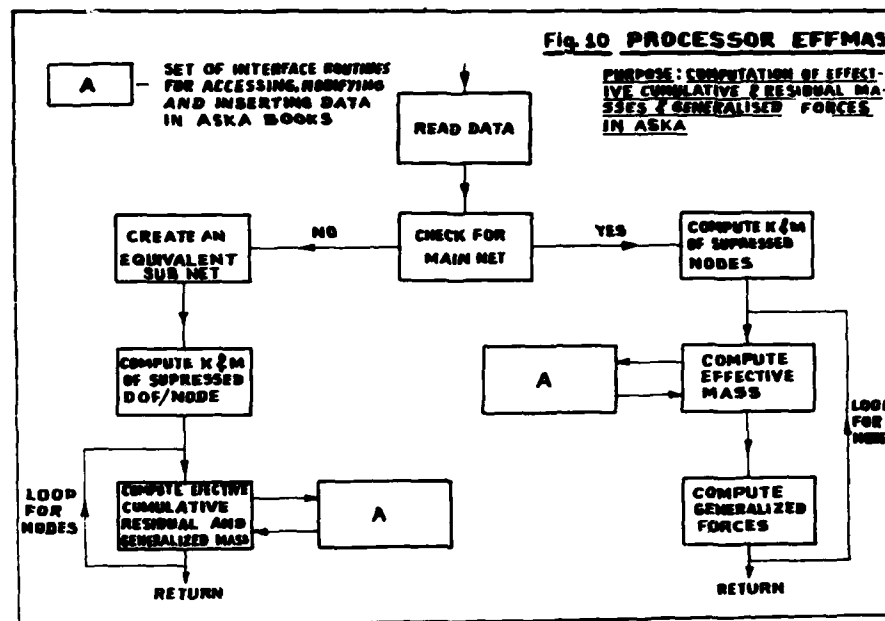 Fig. 10 PROCESSOR EFFMAS
A - SET OF INTERFACE ROUTINES
FOR ACCESSING, MODIFYING
AND INSERTING DATA
IN ASKA BOOKS
PURPOSE: COMPUTATION OF EFFECT-
IVE CUMULATIVE & RESIDUAL MA-
SSES & GENERALISED FORCES
IN ASKA
READ DATA
CHECK FOR
MAIN NET
NO
YES
CREATE AN
EQUIVALENT
SUB NET
COMPUTE K & M
OF SUPRESSED
DOF/NODE
LOOP
FOR
NODES
COMPUTE EFECTIVE
CUMULATIVE
RESIDUAL AND
GENERALIZED MASS
A
RETURN
COMPUTE K & M
OF SUPRESSED
NODES
A
COMPUTE
EFFECTIVE
MASS
LOOP
FOR
COMPUTE
GENERALIZED
FORCES
RETURN